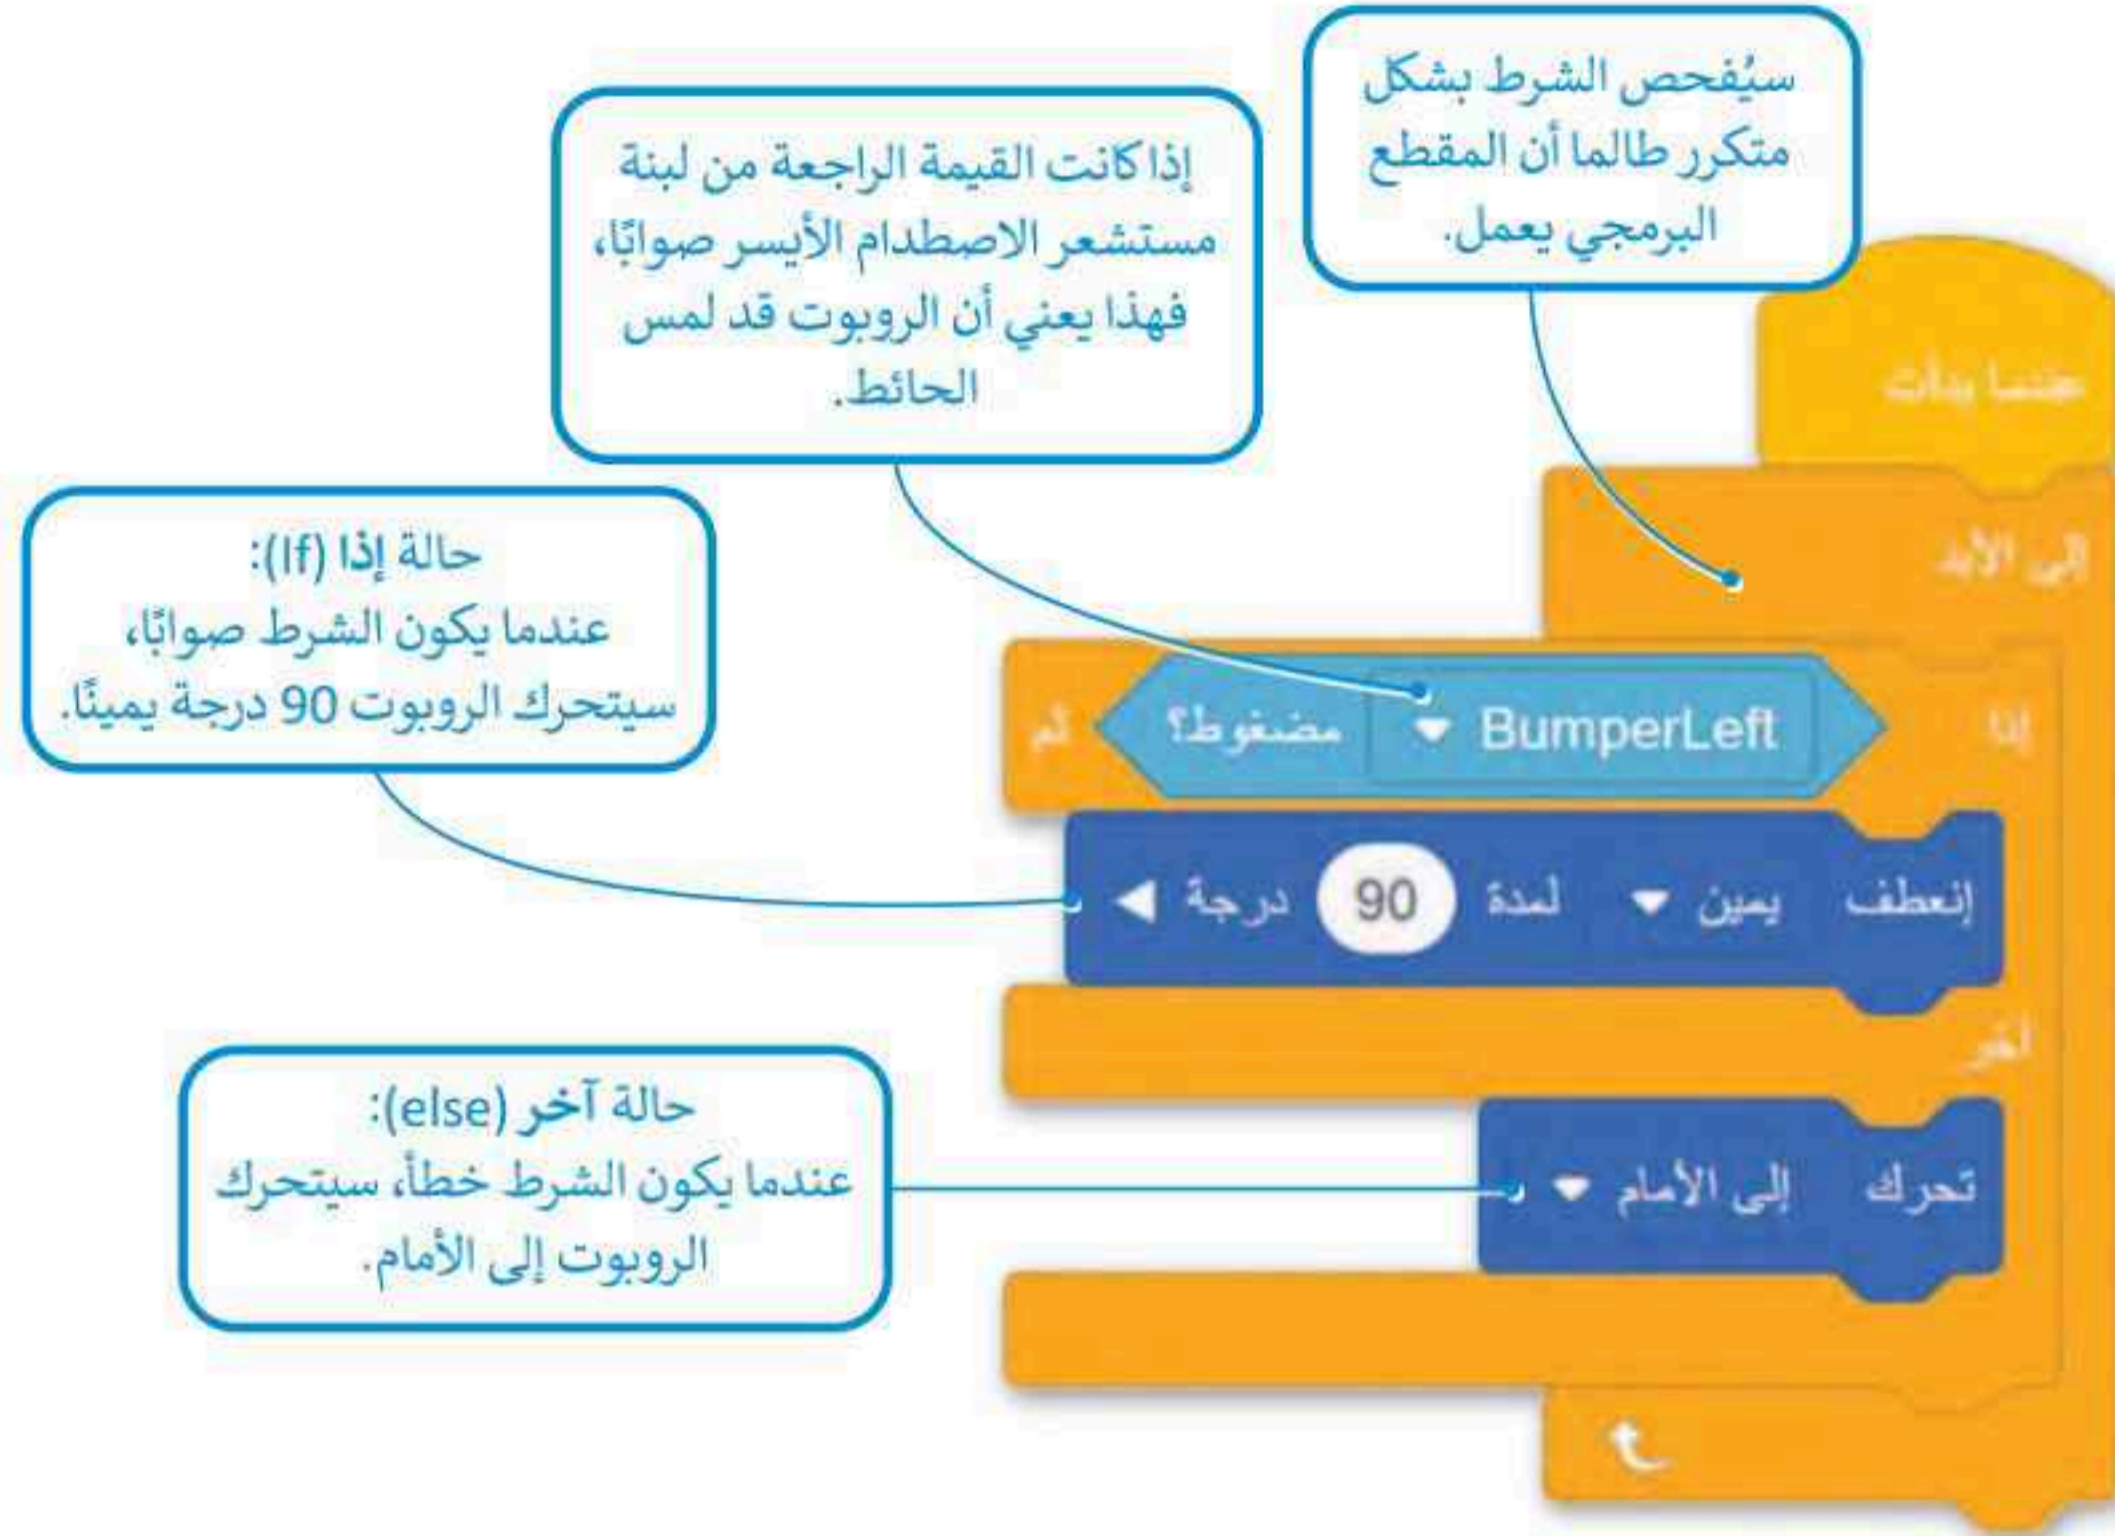 سيُفحص الشرط بشكل
متكرر طالما أن المقطع
البرمجي يعمل.
إذا كانت القيمة الراجعة من لبنة
مستشعر الاصطدام الأيسر صوابًا،
فهذا يعني أن الروبوت قد لمس
الحائط.
حالة إذا (If):
عندما يكون الشرط صوابًا،
سيتحرك الروبوت 90 درجة يمينًا.
حالة آخر (else):
عندما يكون الشرط خطأ، سيتحرك
الروبوت إلى الأمام.
عندما بدأت
إلى الأبد
إذا BumperLeft مضغوط؟ ثم
إنعطف يمين لمدة 90 درجة
آخر
تحرك إلى الأمام